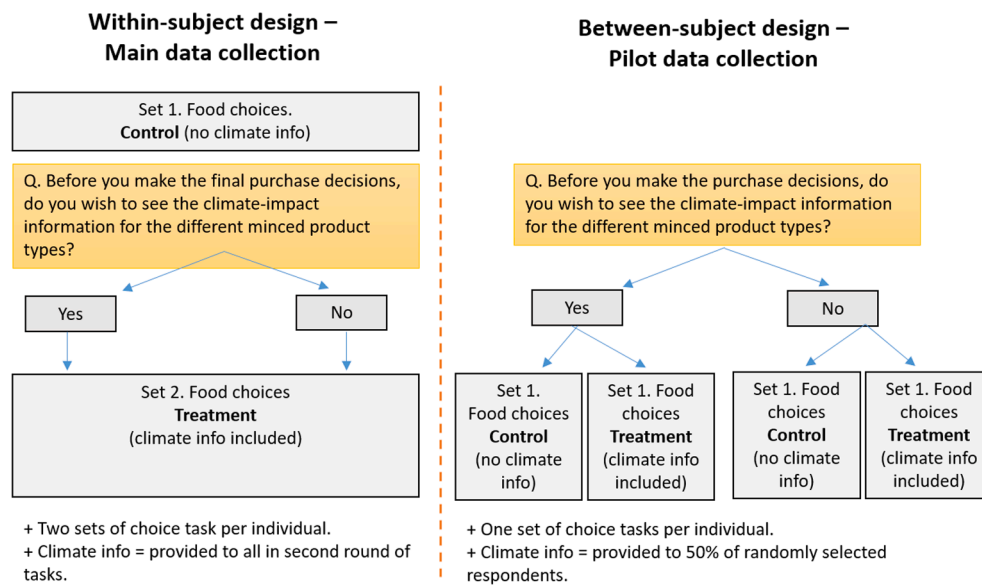 Within-subject design –
Main data collection
Set 1. Food choices.
Control (no climate info)
Q. Before you make the final purchase decisions,
do you wish to see the climate-impact
information for the different minced product
types?
Yes
No
Set 2. Food choices
Treatment
(climate info included)
+ Two sets of choice task per individual.
+ Climate info = provided to all in second round of
tasks.
Between-subject design –
Pilot data collection
Q. Before you make the purchase decisions, do
you wish to see the climate-impact information
for the different minced product types?
Yes
No
Set 1.
Food choices
Control
(no climate
info)
Set 1. Food
choices
Treatment
(climate info
included)
Set 1. Food
choices
Control
(no climate
info)
Set 1. Food
choices
Treatment
(climate info
included)
+ One set of choice tasks per individual.
+ Climate info = provided to 50% of randomly selected
respondents.